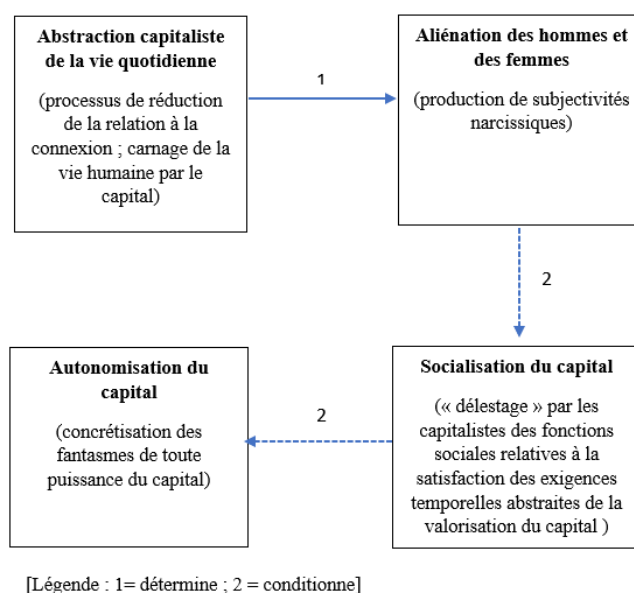 Abstraction capitaliste
de la vie quotidienne
(processus de réduction
de la relation à la
connexion ; carnage de la
vie humaine par le
capital)
1
Aliénation des hommes et
des femmes
(production de subjectivités
narcissiques)
2
Autonomisation du
capital
(concrétisation des
fantasmes de toute
puissance du capital)
2
Socialisation du capital
(« délestage » par les
capitalistes des fonctions
sociales relatives à la
satisfaction des exigences
temporelles abstraites de la
valorisation du capital )
[Légende : 1= détermine ; 2 = conditionne]